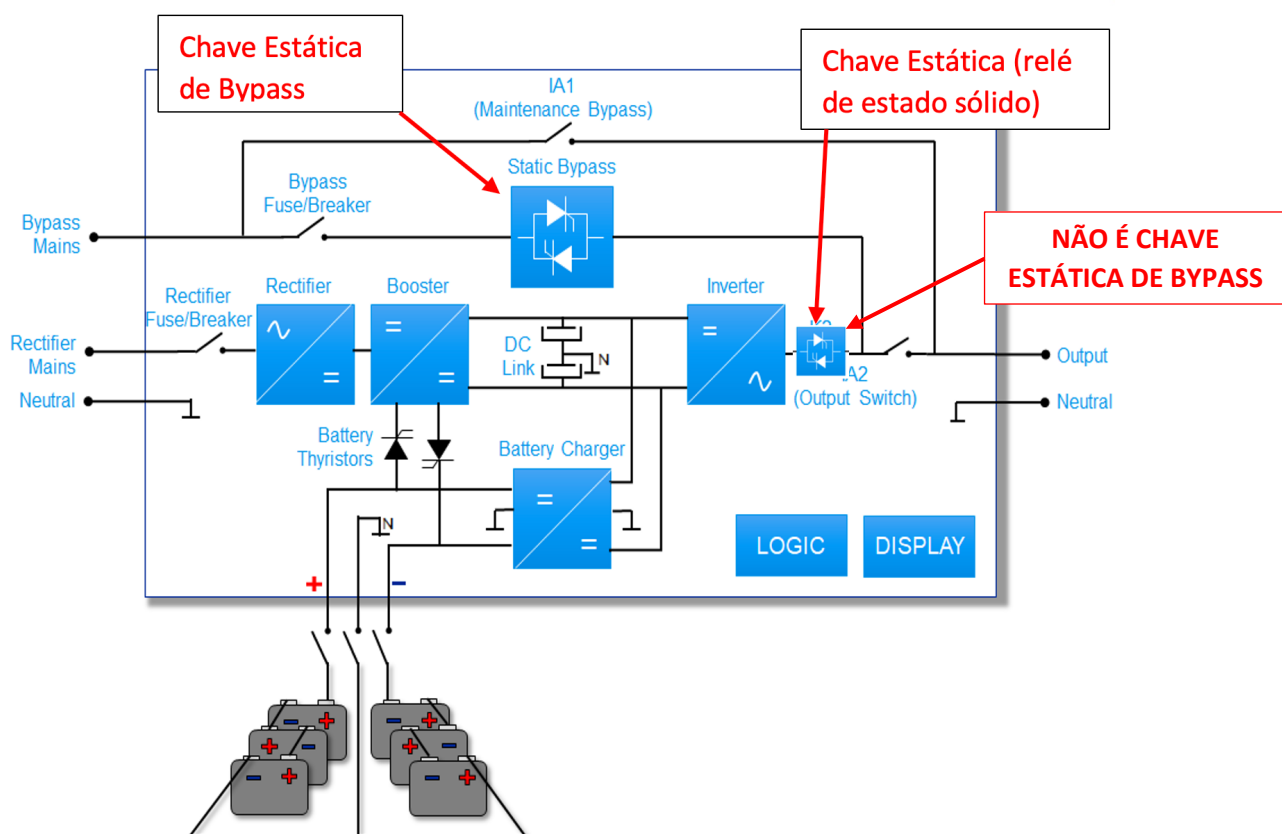 Chave Estática
de Bypass
Chave Estática (relé
de estado sólido)
IA1
(Maintenance Bypass)
Static Bypass
Bypass
Fuse/Breaker
Bypass
Mains
NÃO É CHAVE
ESTÁTICA DE BYPASS
Rectifier
Fuse/Breaker
Rectifier
Booster
Inverter
DC
Link
N
Rectifier
Mains
Output
(Output Switch)
Neutral
Neutral
Battery
Thyristors
Battery Charger
N
LOGIC
DISPLAY